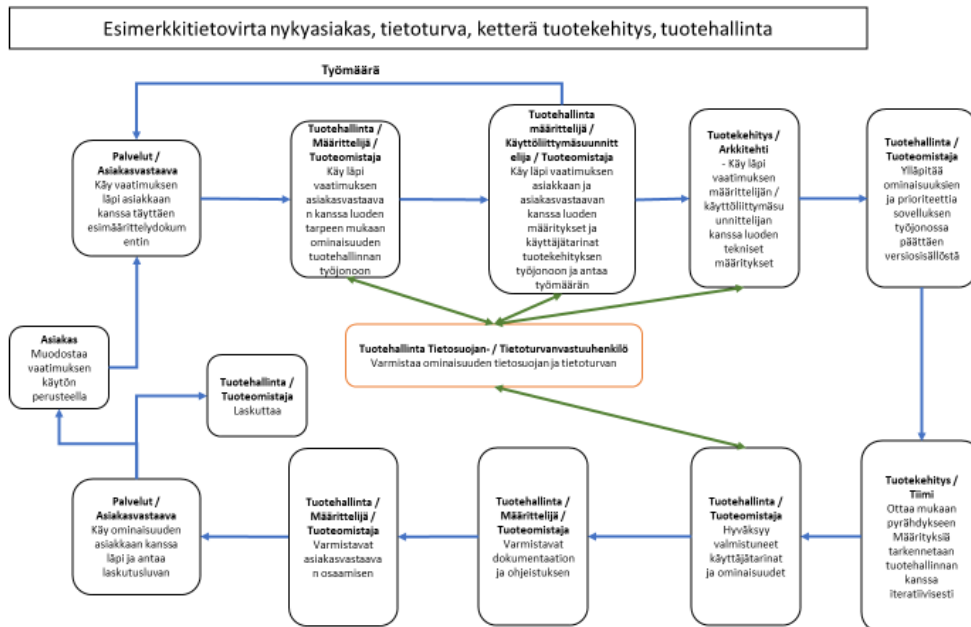 Esimerkkitietovirta nykyasiakas, tietoturva, ketterä tuotekehitys, tuotehallinta
Työmäärä
Palvelut /
Asiakasvastaava
Käy vaatimuksen
läpi asiakkaan
kanssa täyttäen
esimäärittelydokum
entin
Tuotehallinta /
Määrittelijä /
Tuoteomistaja
Käy läpi
vaatimuksen
asiakasvastaava
n kanssa luoden
tarpeen mukaan
ominaisuuden
tuotehallinnan
työjonoon
Tuotehallinta
määrittelijä /
Käyttöliittymäsuunnitt
elija / Tuoteomistaja
Käy läpi vaatimuksen
asiakkaan ja
asiakasvastaavan
kanssa luoden
määritykset ja
käyttäjätarinat
tuotekehityksen
työjonoon ja antaa
työmäärän
Tuotekehitys /
Arkkitehti
- Käy läpi
vaatimuksen
määrittelijän /
käyttöliittymäsu
unnittelijan
kanssa luoden
tekniset
määritykset
Tuotehallinta /
Tuoteomistaja
Ylläpitää
ominaisuuksien
ja prioriteettia
sovelluksen
työjonossa
päättäen
versiosisällöstä
Asiakas
Muodostaa
vaatimuksen
käytön
perusteella
Tuotehallinta /
Tuoteomistaja
Laskuttaa
Tuotehallinta Tietosuojan- / Tietoturvanvastuuhenkilö
Varmistaa ominaisuuden tietosuojan ja tietoturvan
Palvelut /
Asiakasvastaava
Käy ominaisuuden
asiakkaan kanssa
läpi ja antaa
laskutusluvan
Tuotehallinta /
Määrittelijä /
Tuoteomistaja
Varmistavat
asiakasvastaava
n osaamisen
Tuotehallinta /
Määrittelijä /
Tuoteomistaja
Varmistavat
dokumentaation
ja ohjeistuksen
Tuotehallinta /
Tuoteomistaja
Hyväksyy
valmistuneet
käyttäjätarinat
ja ominaisuudet
Tuotekehitys /
Tiimi
Ottaa mukaan
pyrähdykseen
Määrityksiä
tarkennetaan
tuotehallinnan
kanssa
iteratiivisesti